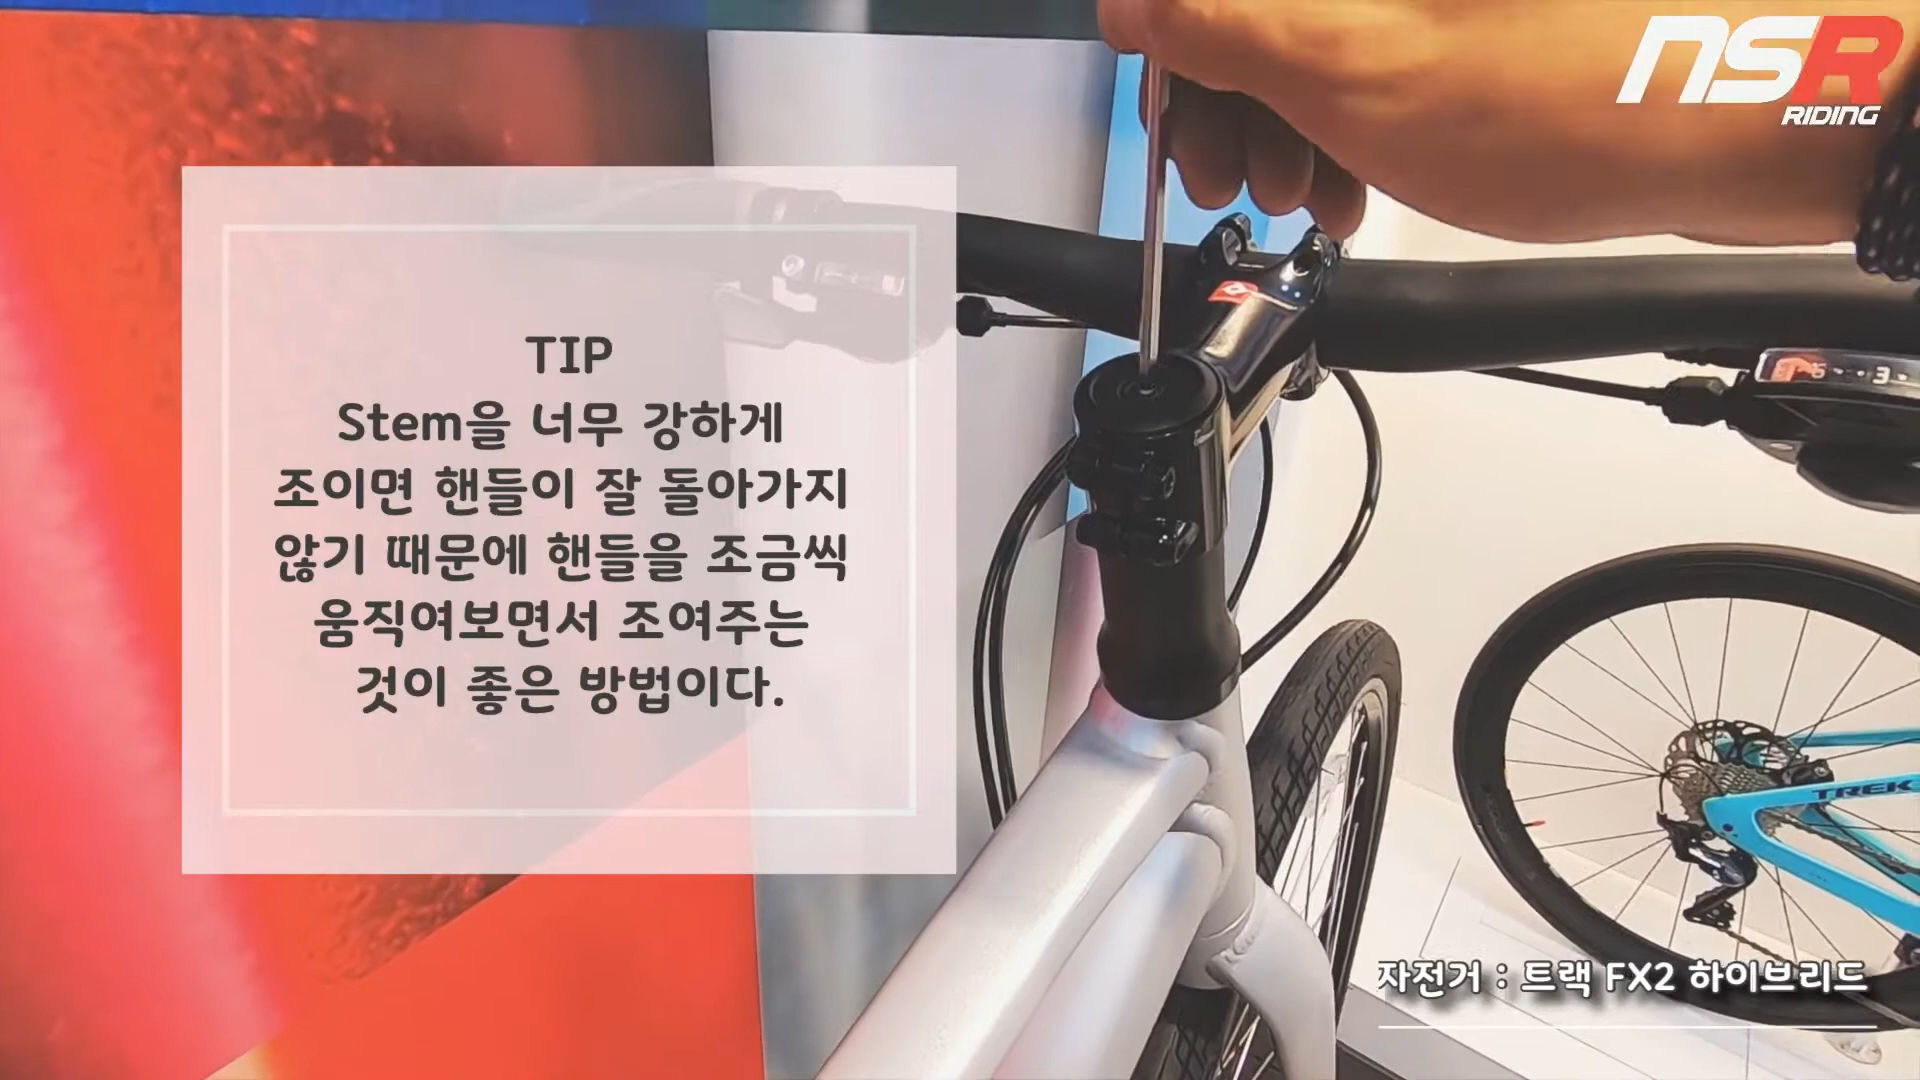 NSR
RIDING
TIP
Stem을 너무 강하게
조이면 핸들이 잘 돌아가지
않기 때문에 핸들을 조금씩
움직여보면서 조여주는
것이 좋은 방법이다.
3
TREK
자전거 : 트랙 FX2 하이브리드